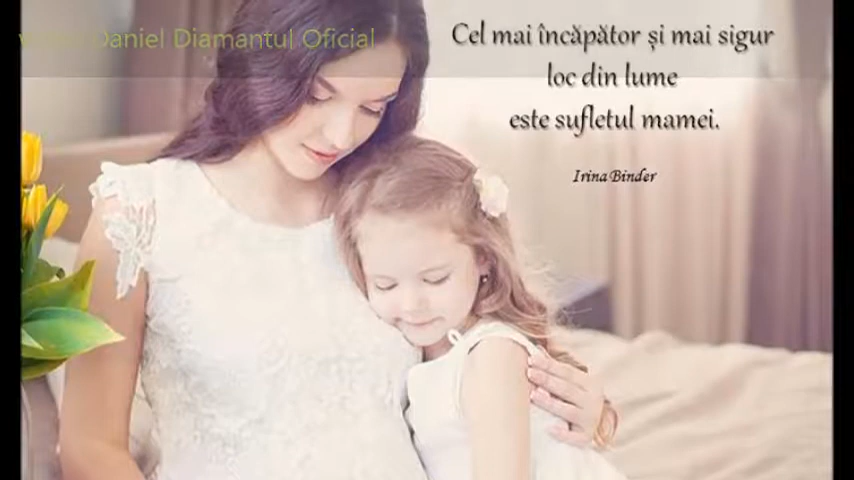 Daniel Diamantul Oficial
Cel mai încăpător și mai sigur
loc din lume
este sufletul mamei.
Irina Binder